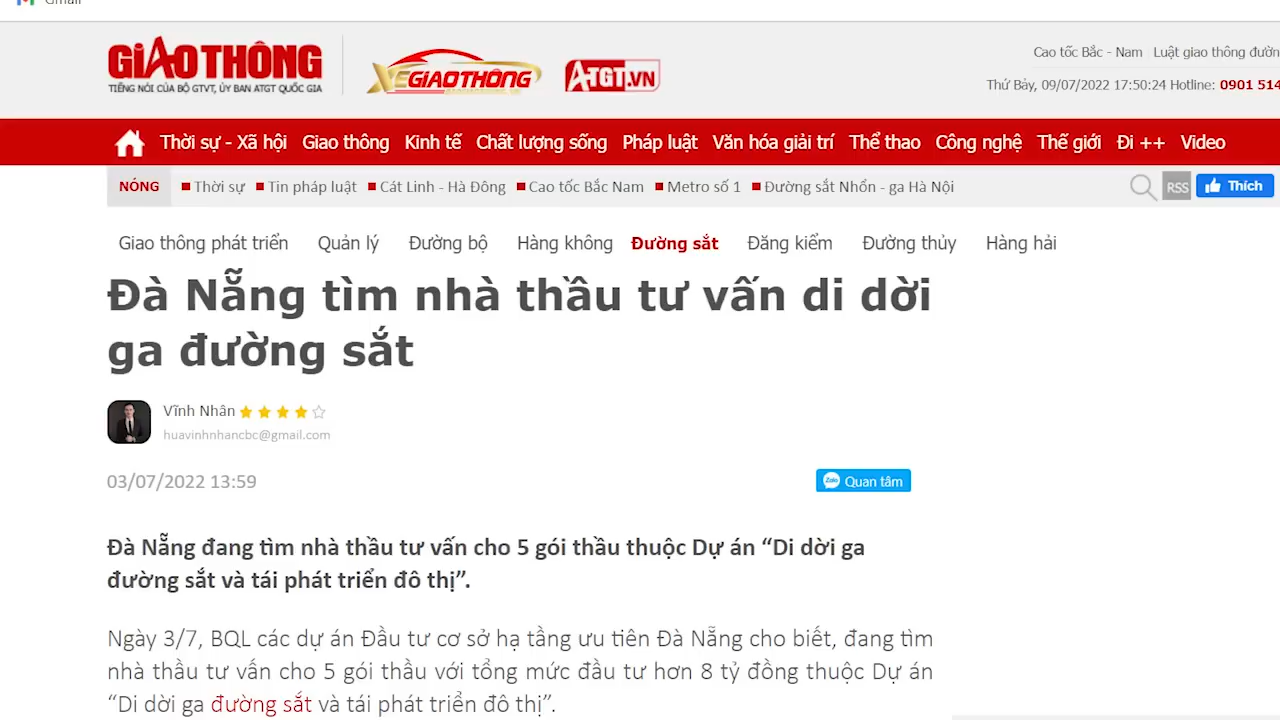 Gmail
GIAO THÔNG
TIẾNG NÓI CỦA BỘ GTVT, ỦY BAN ATGT QUỐC GIA
XE GIAOTHÔNG
ATGT.VN
Cao tốc Bắc - Nam Luật giao thông đườn
Thứ Bảy, 09/07/2022 17:50:24 Hotline: 0901 514
Thời sự - Xã hội Giao thông Kinh tế Chất lượng sống Pháp luật Văn hóa giải trí Thể thao Công nghệ Thế giới Đi ++ Video
NÓNG Thời sự Tin pháp luật Cát Linh - Hà Đông Cao tốc Bắc Nam Metro số 1 Đường sắt Nhổn - ga Hà Nội RSS Thích
Giao thông phát triển Quản lý Đường bộ Hàng không Đường sắt Đăng kiểm Đường thủy Hàng hải
Đà Nẵng tìm nhà thầu tư vấn di dời
ga đường sắt
Vĩnh Nhân
huavinhnhancbc@gmail.com
03/07/2022 13:59
Zalo Quan tâm
Đà Nẵng đang tìm nhà thầu tư vấn cho 5 gói thầu thuộc Dự án “Di dời ga
đường sắt và tái phát triển đô thị”.
Ngày 3/7, BQL các dự án Đầu tư cơ sở hạ tầng ưu tiên Đà Nẵng cho biết, đang tìm
nhà thầu tư vấn cho 5 gói thầu với tổng mức đầu tư hơn 8 tỷ đồng thuộc Dự án
“Di dời ga đường sắt và tái phát triển đô thị”.